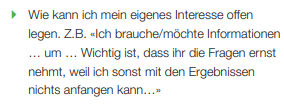 Wie kann ich mein eigenes Interesse offen
legen. Z.B. «Ich brauche/möchte Informationen
... um ... Wichtig ist, dass ihr die Fragen ernst
nehmt, weil ich sonst mit den Ergebnissen
nichts anfangen kann...»